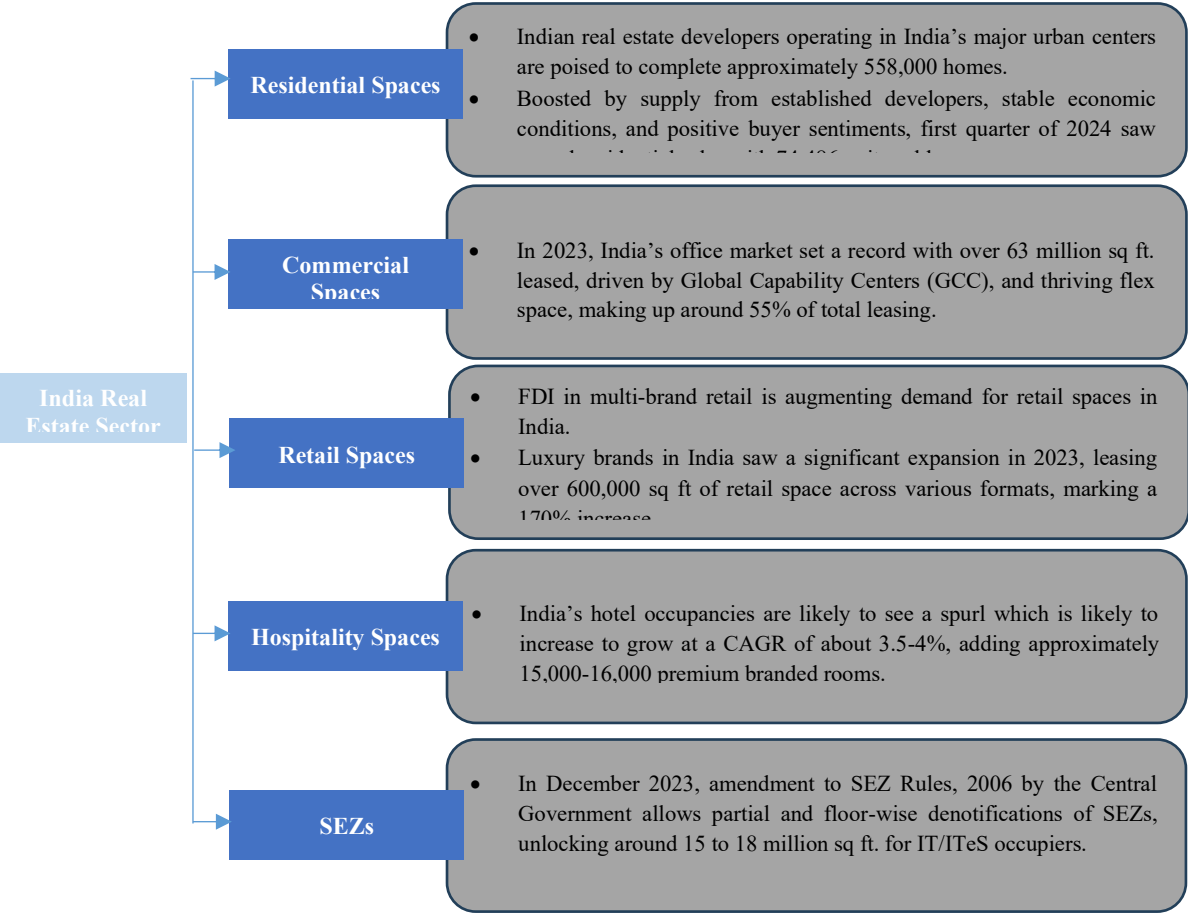 Indian real estate developers operating in India’s major urban centers
are poised to complete approximately 558,000 homes.
Boosted by supply from established developers, stable economic
conditions, and positive buyer sentiments, first quarter of 2024 saw
Residential Spaces
In 2023, India’s office market set a record with over 63 million sq ft.
leased, driven by Global Capability Centers (GCC), and thriving flex
space, making up around 55% of total leasing.
Commercial
Spaces
India Real
Estate Sector
FDI in multi-brand retail is augmenting demand for retail spaces in
India.
Luxury brands in India saw a significant expansion in 2023, leasing
over 600,000 sq ft of retail space across various formats, marking a
170% increase
Retail Spaces
India’s hotel occupancies are likely to see a spurl which is likely to
increase to grow at a CAGR of about 3.5-4%, adding approximately
15,000-16,000 premium branded rooms.
Hospitality Spaces
In December 2023, amendment to SEZ Rules, 2006 by the Central
Government allows partial and floor-wise denotifications of SEZs,
unlocking around 15 to 18 million sq ft. for IT/ITeS occupiers.
SEZs